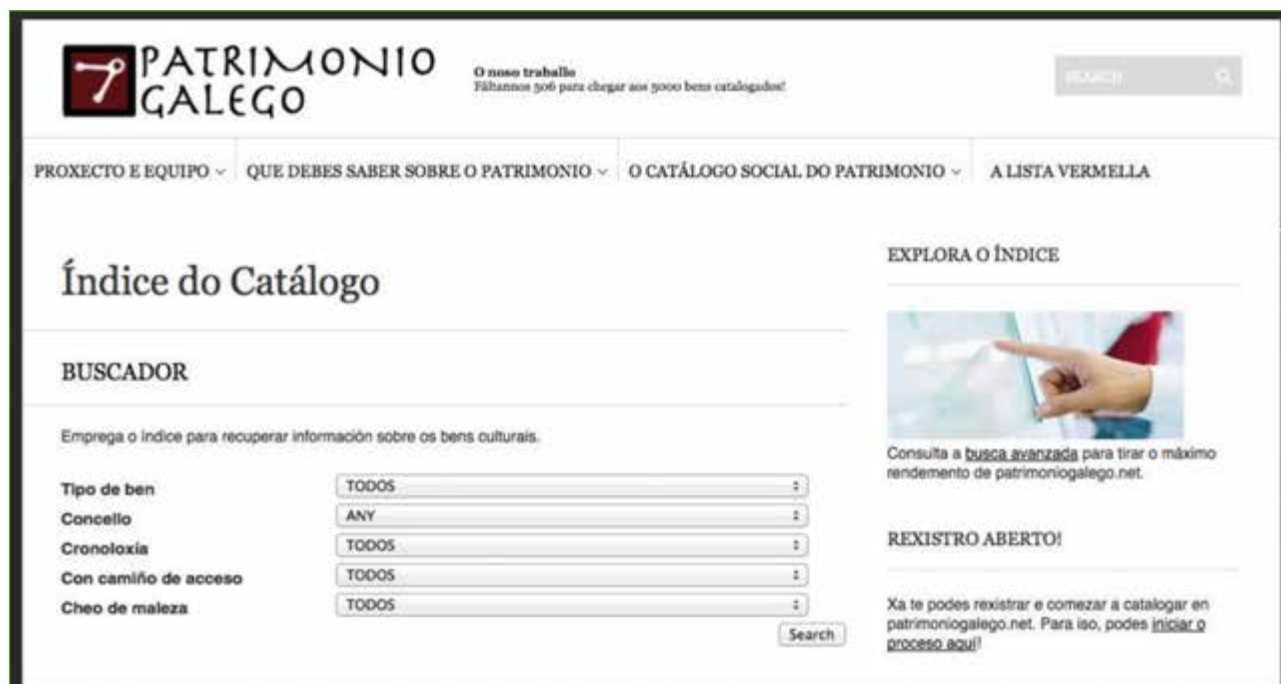 PATRIMONIO
GALEGO
O noso traballo
Fáltannos 506 para chegar aos 5000 bens catalogados!
SEARCH
PROXECTO E EQUIPO
QUE DEBES SABER SOBRE O PATRIMONIO
O CATÁLOGO SOCIAL DO PATRIMONIO
A LISTA VERMELLA
Índice do Catálogo
BUSCADOR
Emprega o índice para recuperar información sobre os bens culturais.
Tipo de ben TODOS
Concello ANY
Cronoloxía TODOS
Con camiño de acceso TODOS
Cheo de maleza TODOS
Search
EXPLORA O ÍNDICE
Consulta a busca avanzada para tirar o máximo
rendemento de patrimoniogalego.net.
REXISTRO ABERTO!
Xa te podes rexistrar e comezar a catalogar en
patrimoniogalego.net. Para iso, podes iniciar o
proceso aquí!